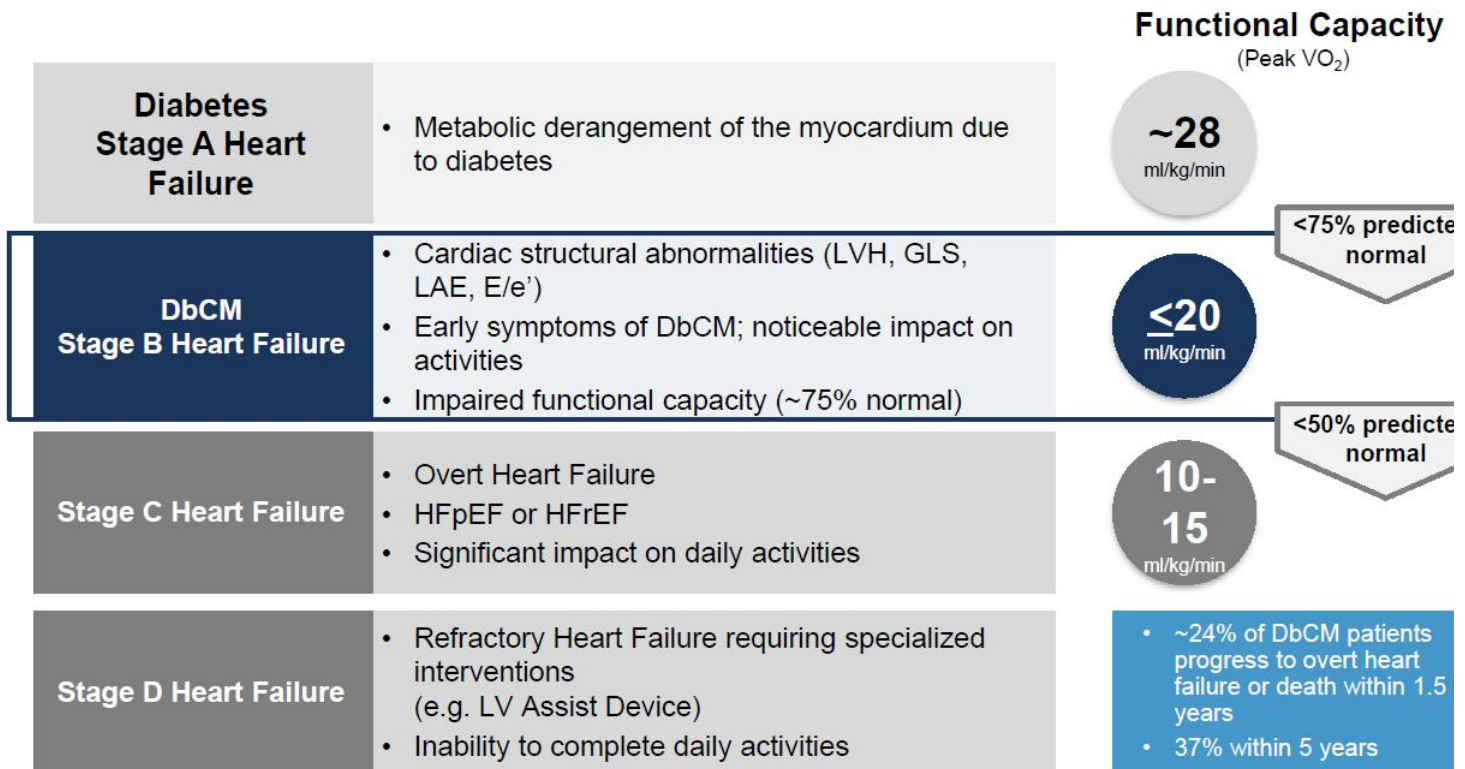 Functional Capacity
(Peak VO₂)
Diabetes
Stage A Heart
Failure
• Metabolic derangement of the myocardium due
to diabetes
~28
ml/kg/min
<75% predicte
normal
DbCM
Stage B Heart Failure
• Cardiac structural abnormalities (LVH, GLS,
LAE, E/e’)
• Early symptoms of DbCM; noticeable impact on
activities
• Impaired functional capacity (~75% normal)
≤20
ml/kg/min
<50% predicte
normal
Stage C Heart Failure
• Overt Heart Failure
• HFpEF or HFrEF
• Significant impact on daily activities
10-
15
ml/kg/min
Stage D Heart Failure
• Refractory Heart Failure requiring specialized
interventions
(e.g. LV Assist Device)
• Inability to complete daily activities
• ~24% of DbCM patients
progress to overt heart
failure or death within 1.5
years
• 37% within 5 years